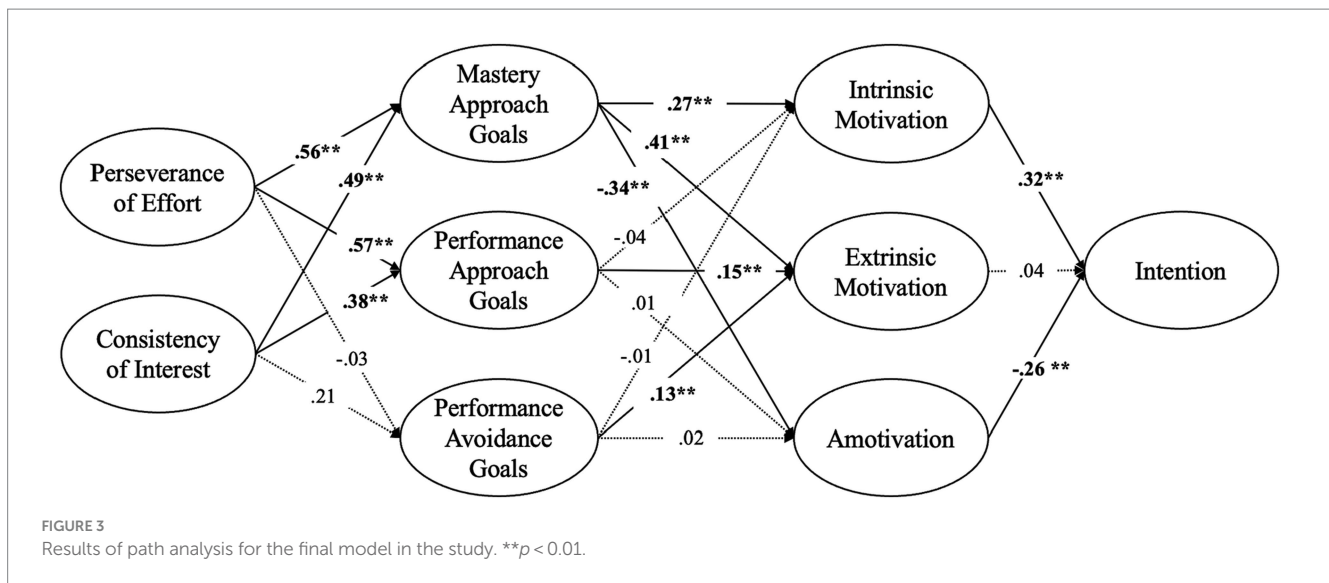 Mastery
Approach
Goals
Intrinsic
Motivation
.27**
.56**
.41**
Perseverance
of Effort
.49**
-.34**
.32**
.57**
-.04
Performance
Approach
Goals
.15**
Extrinsic
Motivation
.04
Intention
.38**
.01
Consistency
of Interest
-.03
-.01
.21
.13**
-.26 **
Performance
Avoidance
Goals
.02
Amotivation
FIGURE 3
Results of path analysis for the final model in the study. **p < 0.01.